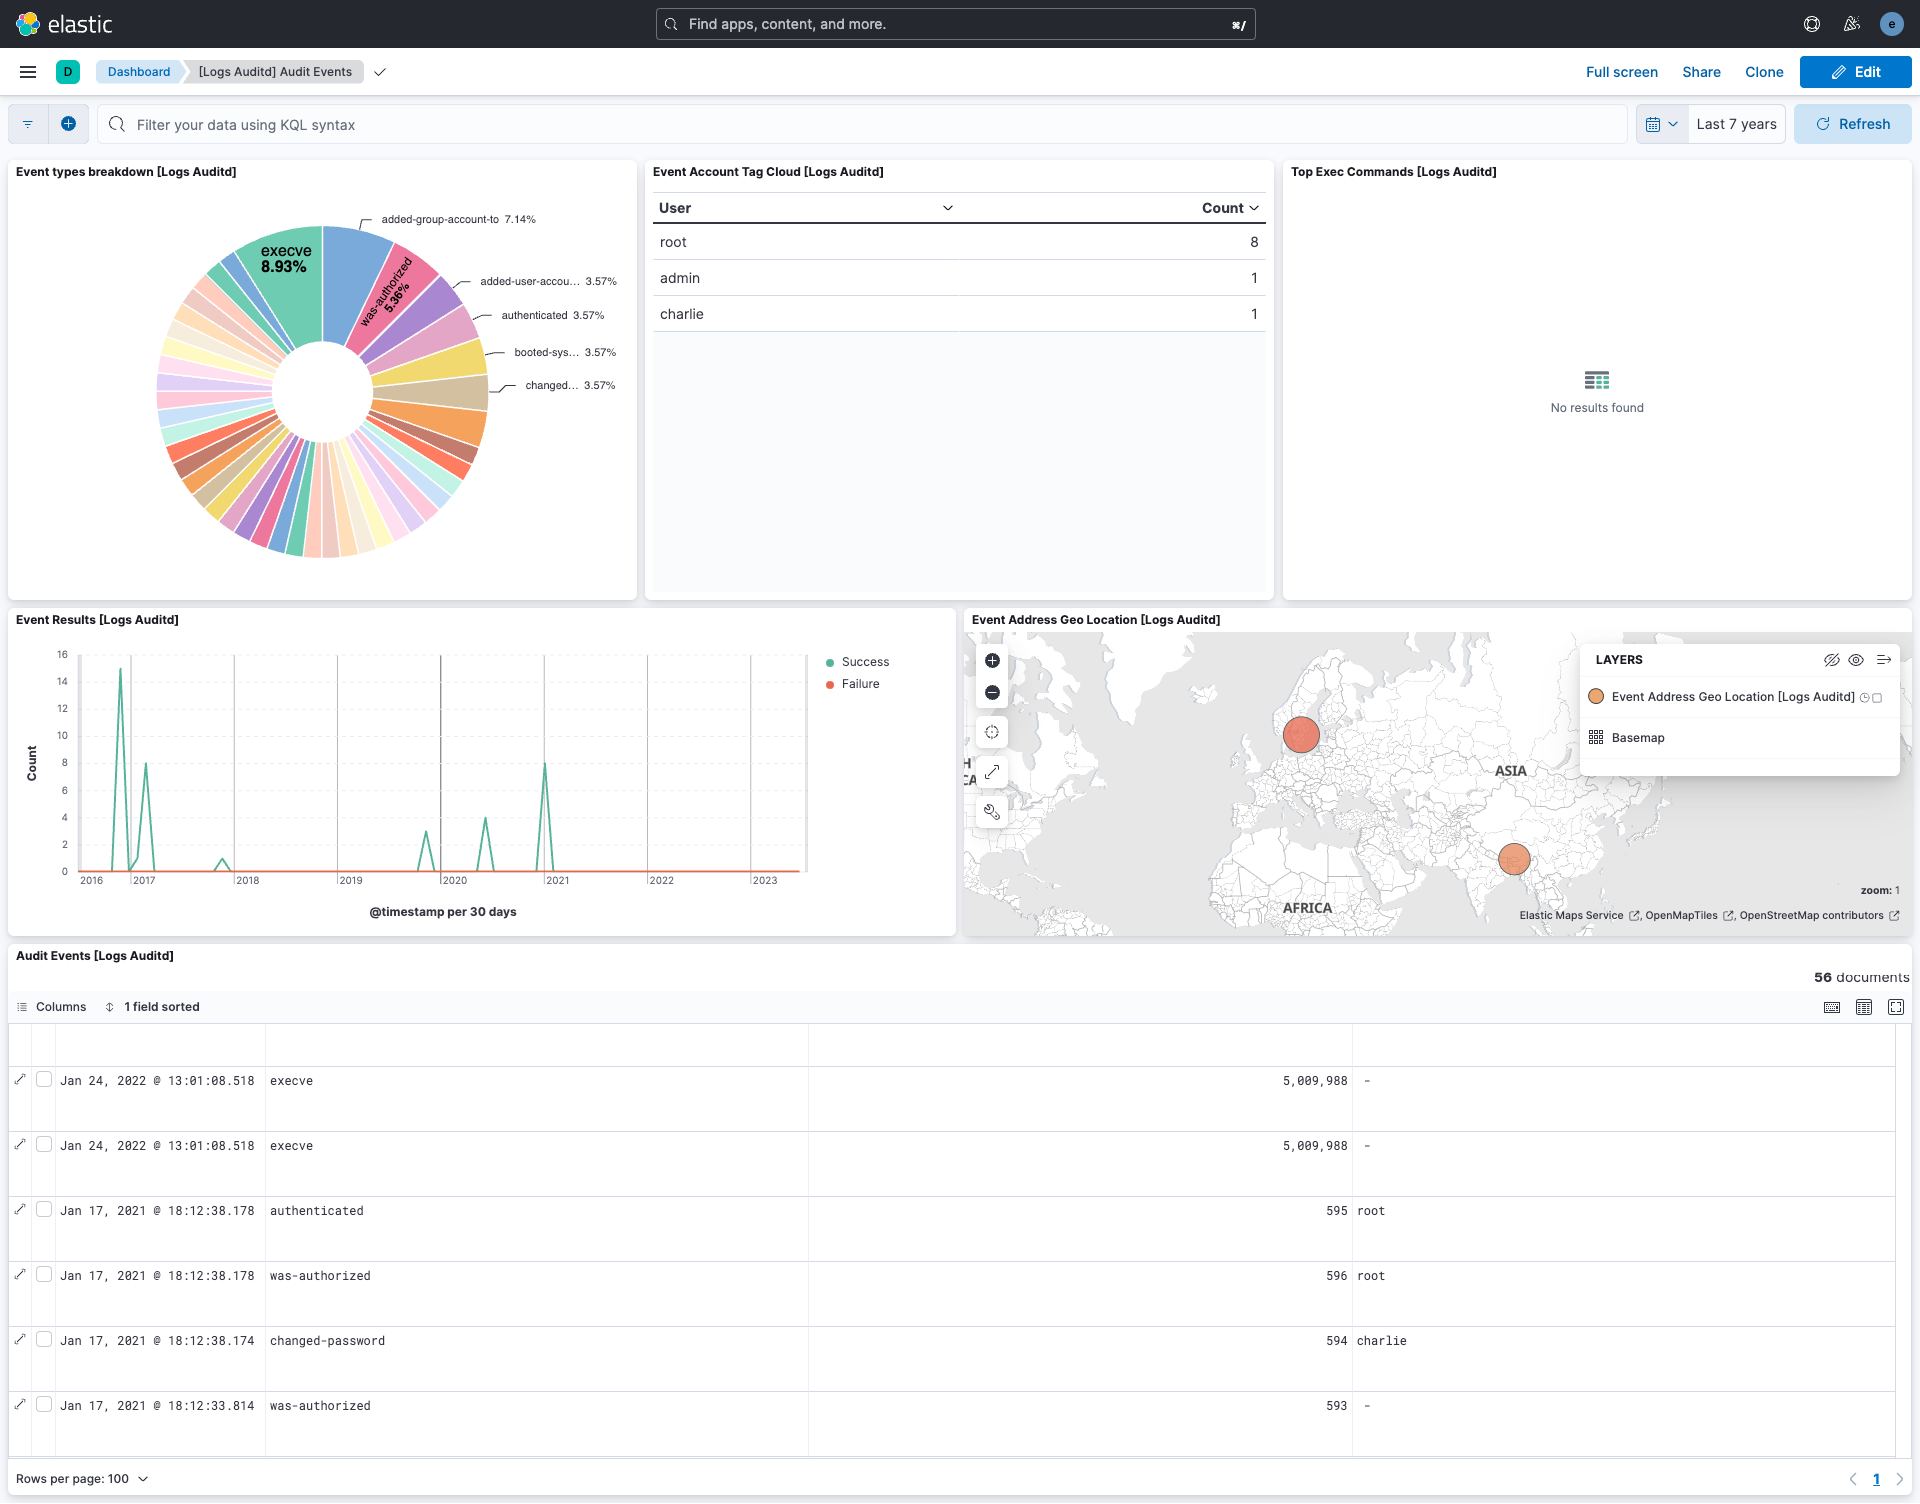 elastic
Find apps, content, and more.
⌘/
e
D
Dashboard
[Logs Auditd] Audit Events
Full screen
Share
Clone
Edit
Filter your data using KQL syntax
Last 7 years
Refresh
Event types breakdown [Logs Auditd]
added-group-account-to 7.14%
execve
8.93%
was-authorized
5.36%
added-user-accou... 3.57%
authenticated 3.57%
booted-sys... 3.57%
changed... 3.57%
Event Account Tag Cloud [Logs Auditd]
User
Count
root 8
admin 1
charlie 1
Top Exec Commands [Logs Auditd]
No results found
Event Results [Logs Auditd]
16
14
12
10
8
6
4
2
0
Count
2016
2017
2018
2019
2020
2021
2022
2023
@timestamp per 30 days
Success
Failure
Event Address Geo Location [Logs Auditd]
LAYERS
Event Address Geo Location [Logs Auditd]
Basemap
H
CA
ASIA
AFRICA
zoom: 1
Elastic Maps Service , OpenMapTiles , OpenStreetMap contributors
Audit Events [Logs Auditd]
56 documents
Columns
1 field sorted
Jan 24, 2022 @ 13:01:08.518 execve 5,009,988 -
Jan 24, 2022 @ 13:01:08.518 execve 5,009,988 -
Jan 17, 2021 @ 18:12:38.178 authenticated 595 root
Jan 17, 2021 @ 18:12:38.178 was-authorized 596 root
Jan 17, 2021 @ 18:12:38.174 changed-password 594 charlie
Jan 17, 2021 @ 18:12:33.814 was-authorized 593 -
Rows per page: 100
1